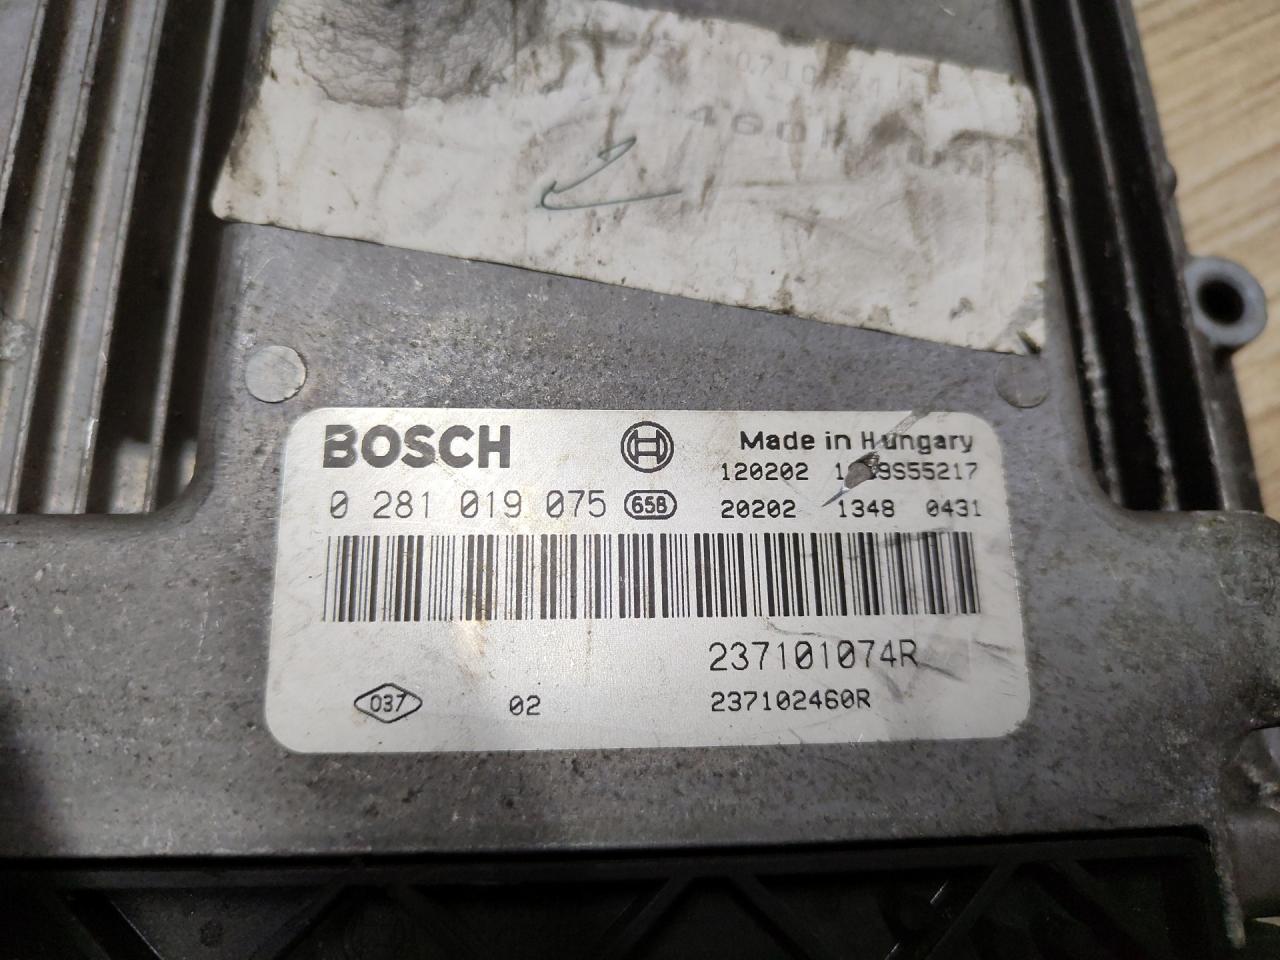 BOSCH
Made in Hungary
120202
0 281 019 075 65B
20202 1348 0431
237101074R
037 02 237102460R